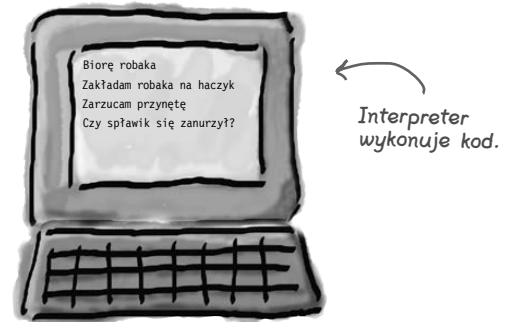 Biorę robaka
Zakładam robaka na haczyk
Zarzucam przynętę
Czy spławik się zanurzył?
Interpreter
wykonuje kod.